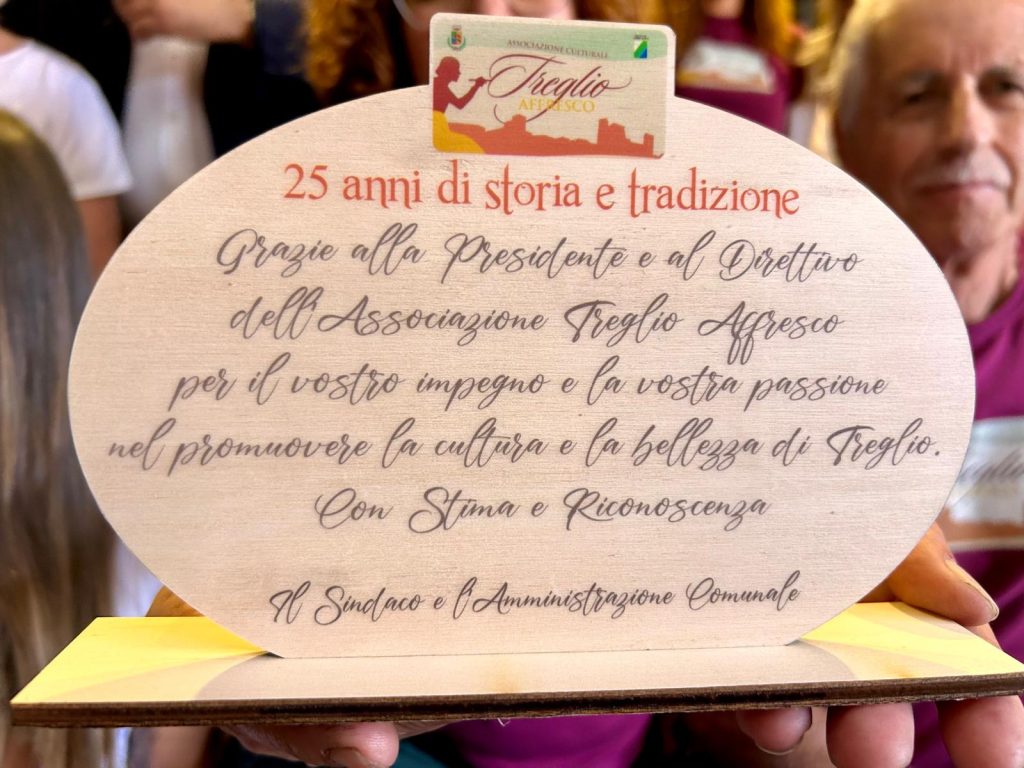 ASSOCIAZIONE CULTURALE
Treglio
AFFRESCO
25 anni di storia e tradizione
Grazie alla Presidente e al Direttivo
dell'Associazione Treglio Affresco
per il vostro impegno e la vostra passione
nel promuovere la cultura e la bellezza di Treglio.
Con Stima e Riconoscenza
Il Sindaco e l'Amministrazione Comunale